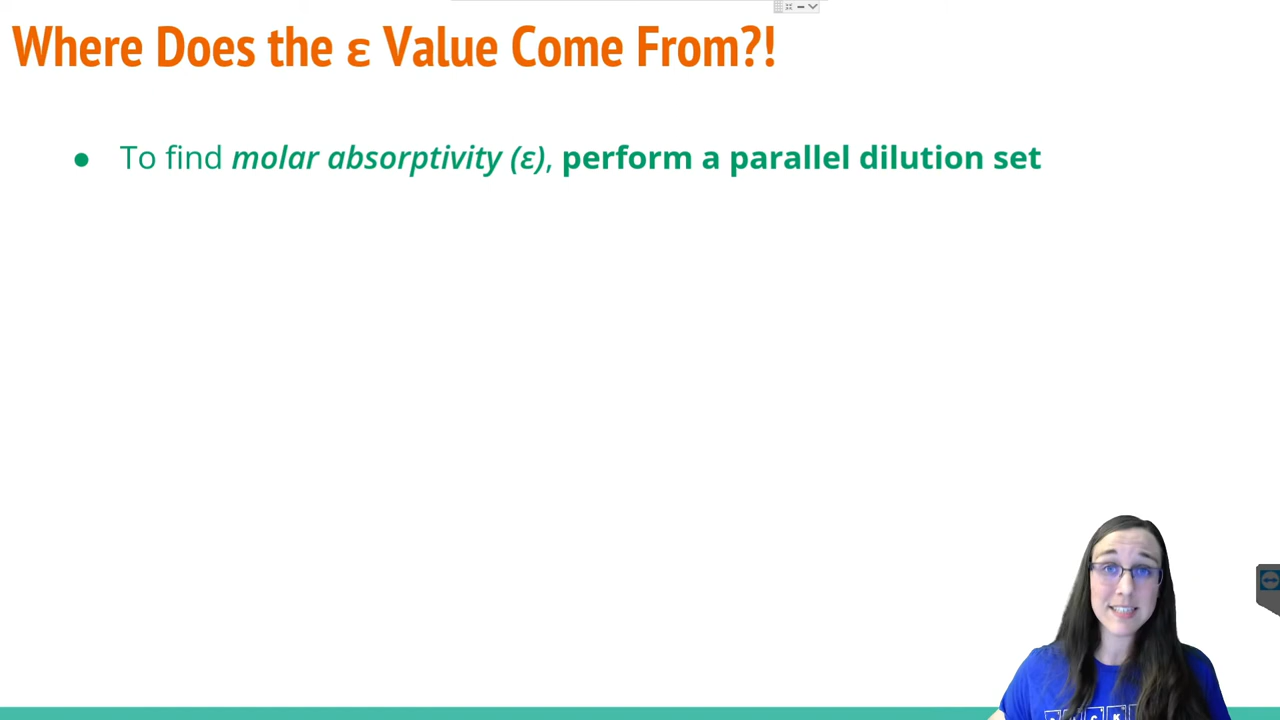 Where Does the ε Value Come From?!
● To find molar absorptivity (ε), perform a parallel dilution set